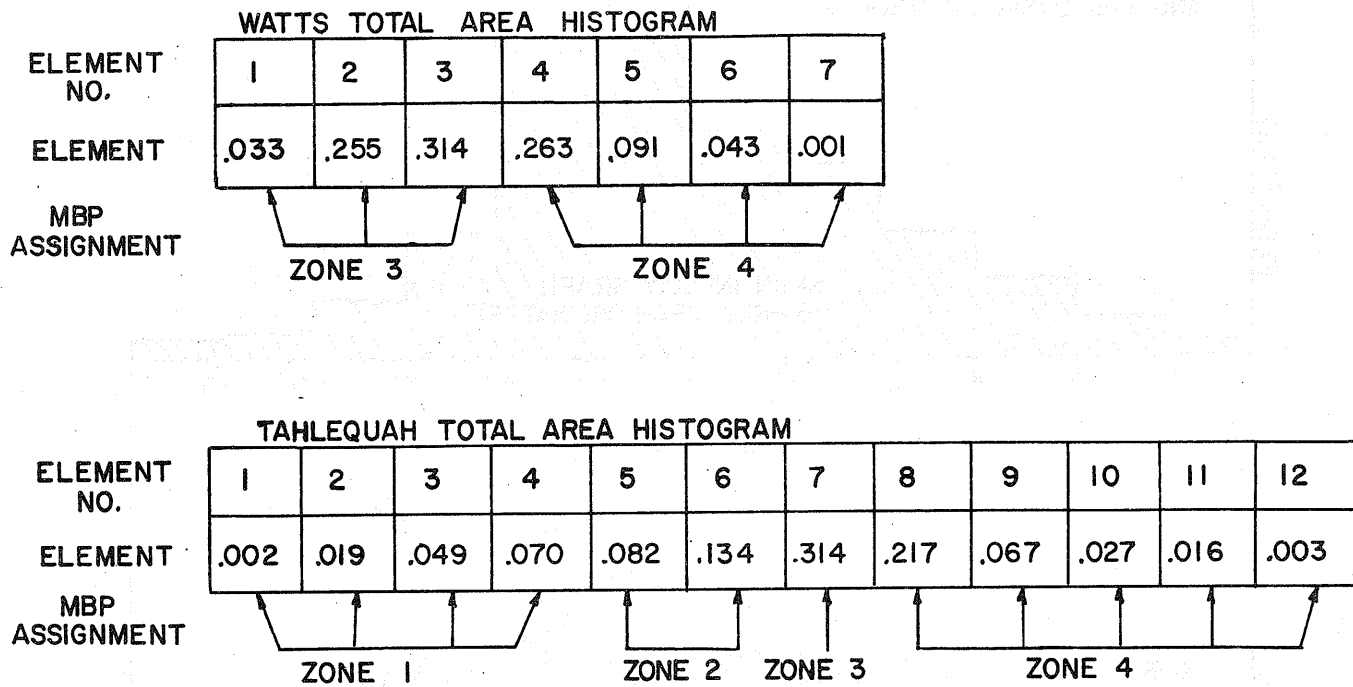 WATTS TOTAL AREA HISTOGRAM
ELEMENT NO. 1 2 3 4 5 6 7
ELEMENT .033 .255 .314 .263 .091 .043 .001
MBP ASSIGNMENT
ZONE 3 ZONE 4
TAHLEQUAH TOTAL AREA HISTOGRAM
ELEMENT NO. 1 2 3 4 5 6 7 8 9 10 11 12
ELEMENT .002 .019 .049 .070 .082 .134 .314 .217 .067 .027 .016 .003
MBP ASSIGNMENT
ZONE 1 ZONE 2 ZONE 3 ZONE 4